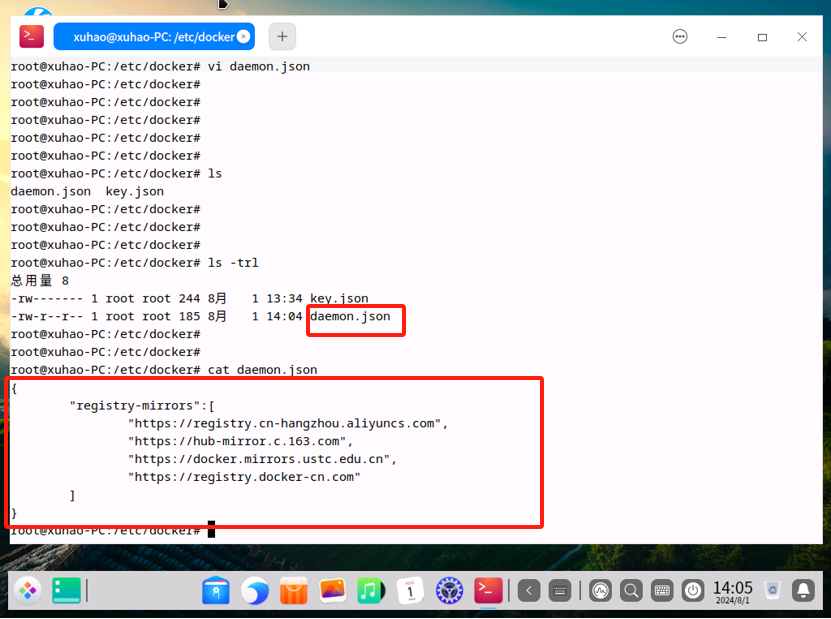 xuhao@xuhao-PC: /etc/docker
root@xuhao-PC:/etc/docker# vi daemon.json
root@xuhao-PC:/etc/docker#
root@xuhao-PC:/etc/docker#
root@xuhao-PC:/etc/docker#
root@xuhao-PC:/etc/docker#
root@xuhao-PC:/etc/docker#
root@xuhao-PC:/etc/docker# ls
daemon.json  key.json
root@xuhao-PC:/etc/docker#
root@xuhao-PC:/etc/docker#
root@xuhao-PC:/etc/docker#
root@xuhao-PC:/etc/docker# ls -trl
总用量 8
-rw------- 1 root root 244 8月   1 13:34 key.json
-rw-r--r-- 1 root root 185 8月   1 14:04 daemon.json
root@xuhao-PC:/etc/docker#
root@xuhao-PC:/etc/docker#
root@xuhao-PC:/etc/docker# cat daemon.json
{
        "registry-mirrors":[
                "https://registry.cn-hangzhou.aliyuncs.com",
                "https://hub-mirror.c.163.com",
                "https://docker.mirrors.ustc.edu.cn",
                "https://registry.docker-cn.com"
        ]
}
root@xuhao-PC:/etc/docker#
AUG
1
14:05
2024/8/1